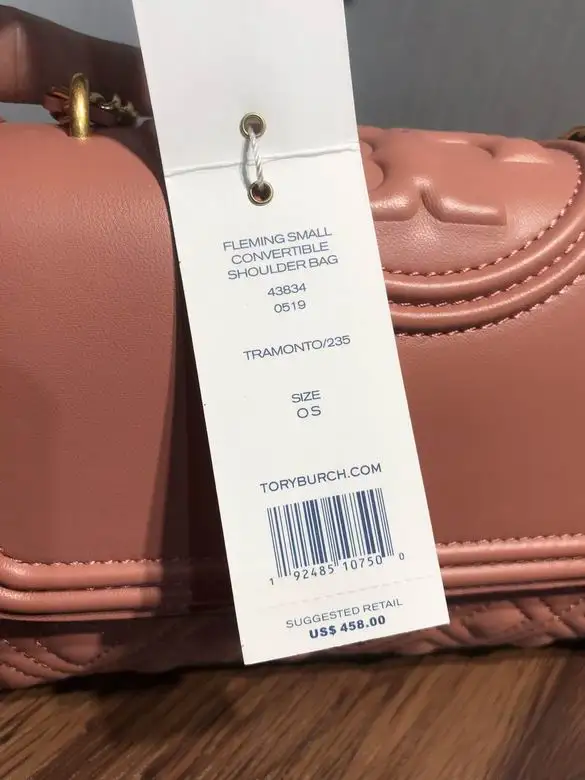 FLEMING SMALL
CONVERTIBLE
SHOULDER BAG
43834
0519
TRAMONTO/235
SIZE
OS
TORYBURCH.COM
1 92485 10750 0
SUGGESTED RETAIL
US$ 458.00